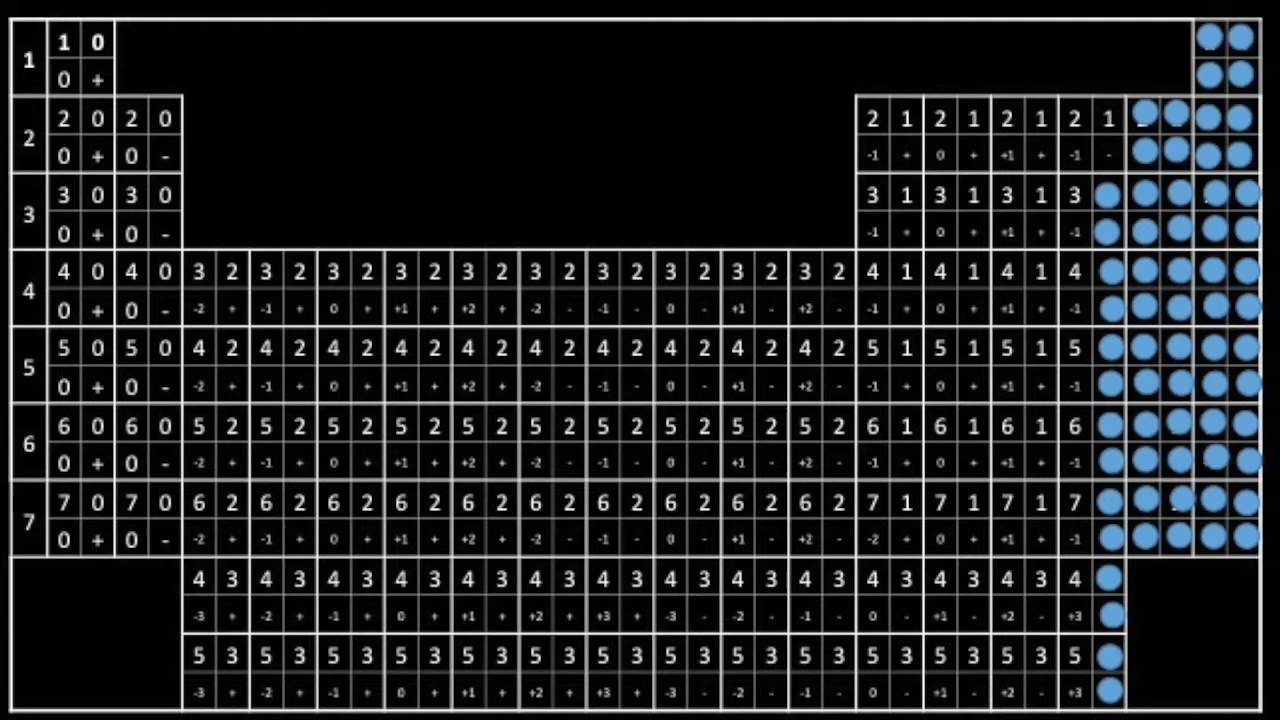 1 1 0
0 +
2 2 0 2 0 2 1 2 1 2 1 2 1
0 + 0 - -1 + 0 + +1 + -1 -
3 3 0 3 0 3 1 3 1 3 1 3
0 + 0 - -1 + 0 + +1 + -1
4 4 0 4 0 3 2 3 2 3 2 3 2 3 2 3 2 3 2 3 2 3 2 3 2 4 1 4 1 4 1 4
0 + 0 - -2 + -1 + 0 + +1 + +2 + -2 - -1 - 0 - +1 - +2 - -1 + 0 + +1 + -1
5 5 0 5 0 4 2 4 2 4 2 4 2 4 2 4 2 4 2 4 2 4 2 4 2 5 1 5 1 5 1 5
0 + 0 - -2 + -1 + 0 + +1 + +2 + -2 - -1 - 0 - +1 - +2 - -1 + 0 + +1 + -1
6 6 0 6 0 5 2 5 2 5 2 5 2 5 2 5 2 5 2 5 2 5 2 5 2 6 1 6 1 6 1 6
0 + 0 - -2 + -1 + 0 + +1 + +2 + -2 - -1 - 0 - +1 - +2 - -1 + 0 + +1 + -1
7 7 0 7 0 6 2 6 2 6 2 6 2 6 2 6 2 6 2 6 2 6 2 6 2 7 1 7 1 7 1 7
0 + 0 - -2 + -1 + 0 + +1 + +2 + -2 - -1 - 0 - +1 - +2 - -2 + 0 + +1 + -1
4 3 4 3 4 3 4 3 4 3 4 3 4 3 4 3 4 3 4 3 4 3 4 3 4 3 4
-3 + -2 + -1 + 0 + +1 + +2 + +3 + -3 - -2 - -1 - 0 - +1 - +2 - +3
5 3 5 3 5 3 5 3 5 3 5 3 5 3 5 3 5 3 5 3 5 3 5 3 5 3 5
-3 + -2 + -1 + 0 + +1 + +2 + +3 + -3 - -2 - -1 - 0 - +1 - +2 - +3